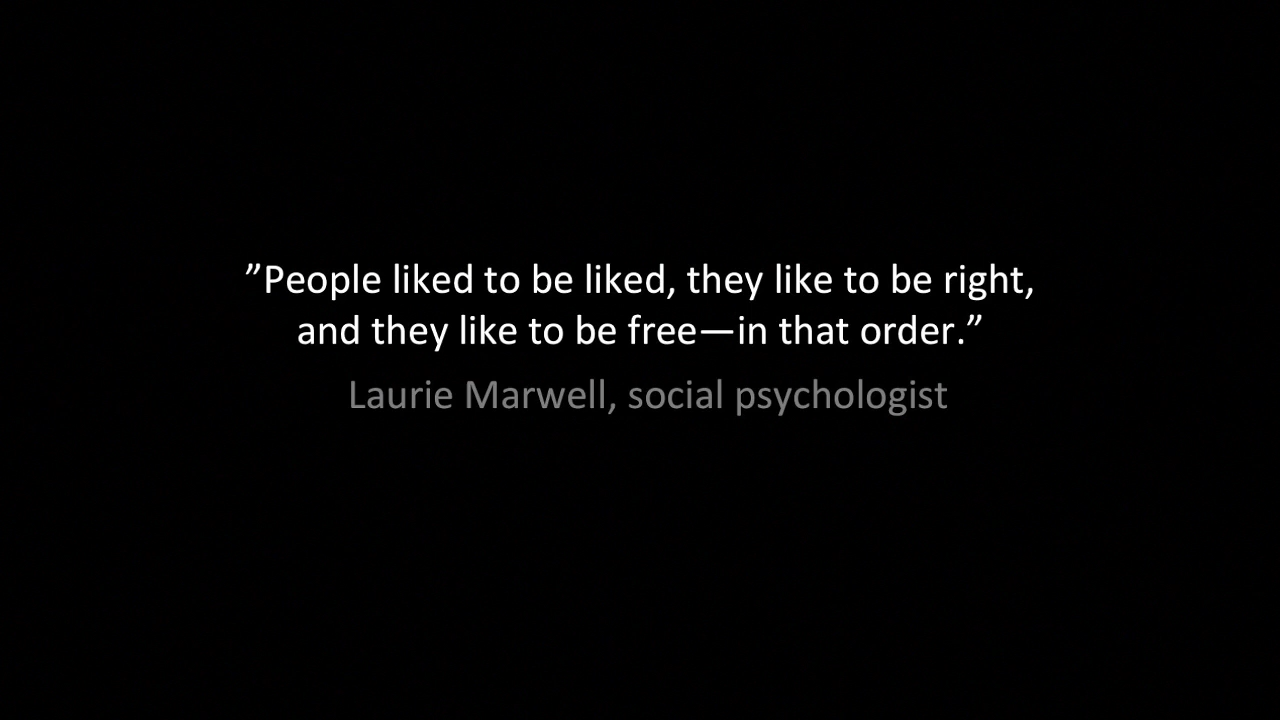 ”People liked to be liked, they like to be right,
and they like to be free—in that order.”
Laurie Marwell, social psychologist